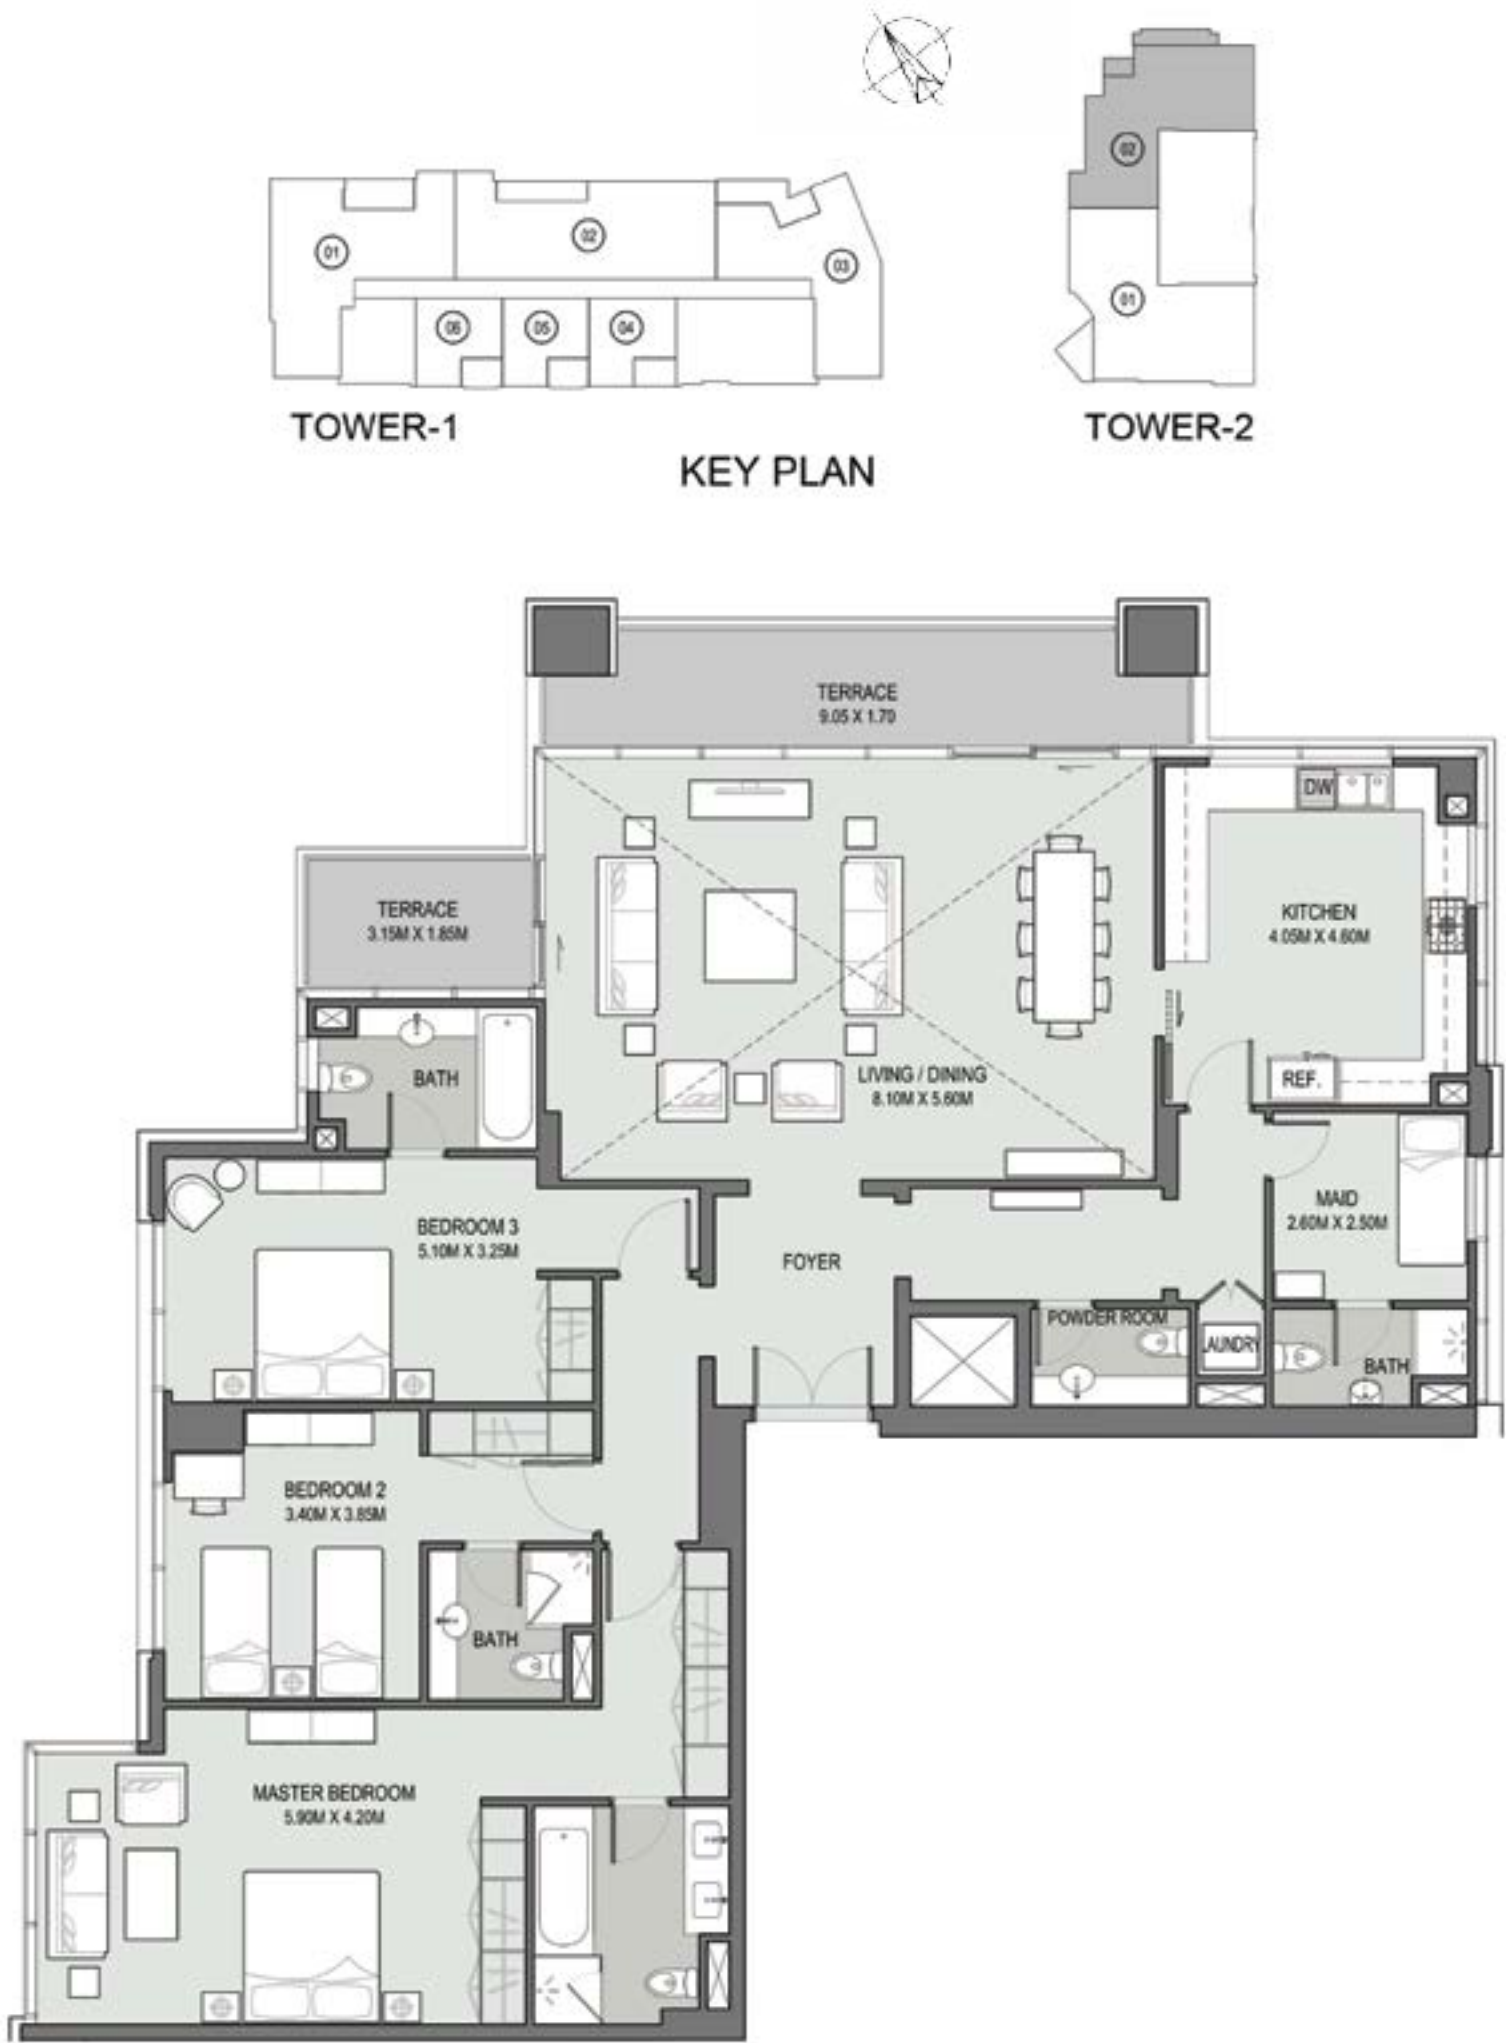 02
01
02
03
06
05
04
01
TOWER-1
TOWER-2
KEY PLAN
TERRACE
9.05 X 1.70
DW
TERRACE
3.15M X 1.85M
KITCHEN
4.05M X 4.60M
BATH
LIVING / DINING
8.10M X 5.60M
REF.
BEDROOM 3
5.10M X 3.25M
MAID
2.60M X 2.50M
FOYER
POWDER ROOM
LAUNDRY
BATH
BEDROOM 2
3.40M X 3.85M
BATH
MASTER BEDROOM
5.90M X 4.20M